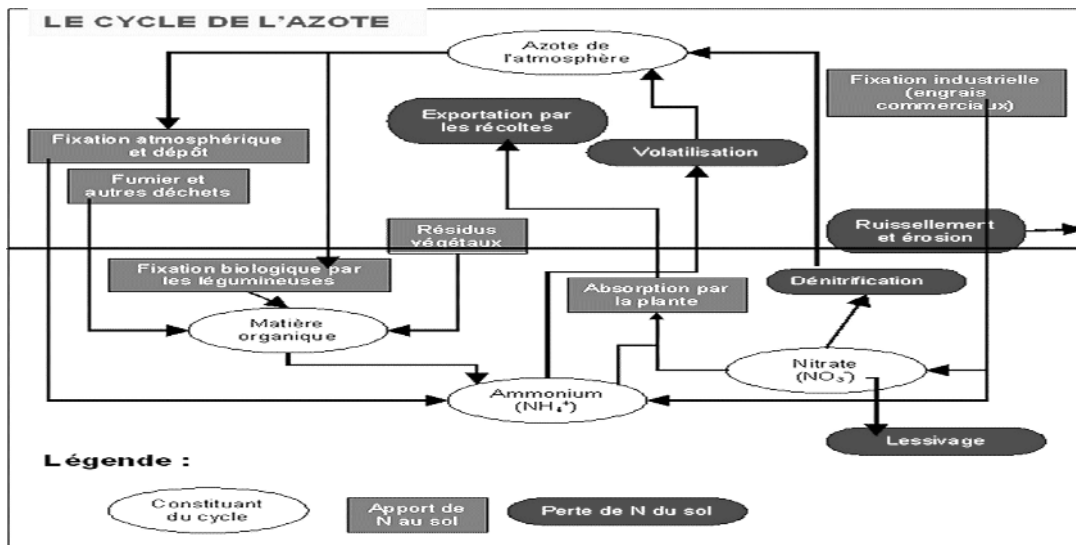 LE CYCLE DE L'AZOTE
Azote de
l'atmosphère
Fixation industrielle
(engrais
commerciaux)
Exportation par
les récoltes
Fixation atmosphérique
et dépôt
Volatilisation
Fumier et
autres déchets
Résidus
végétaux
Ruissellement
et érosion
Fixation biologique par
les légumineuses
Absorption par
la plante
Dénitrification
Matière
organique
Nitrate
(NO₃⁻)
Ammonium
(NH₄⁺)
Lessivage
Légende :
Constituant
du cycle
Apport de
N au sol
Perte de N du sol